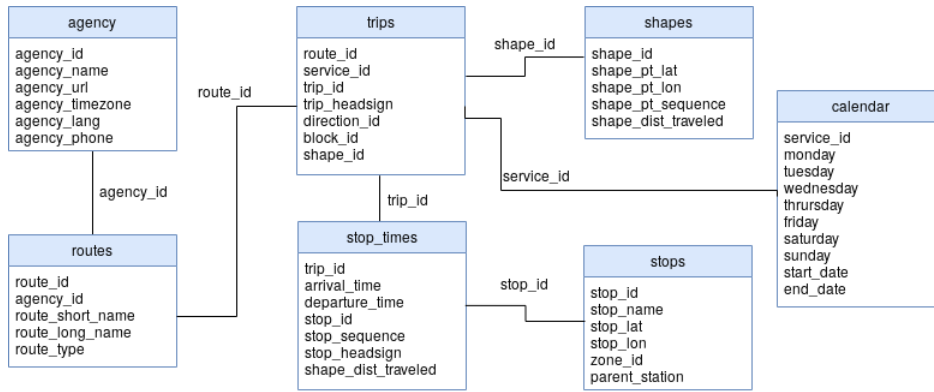 agency
agency_id
agency_name
agency_url
agency_timezone
agency_lang
agency_phone
trips
route_id
service_id
trip_id
trip_headsign
direction_id
block_id
shape_id
shapes
shape_id
shape_pt_lat
shape_pt_lon
shape_pt_sequence
shape_dist_traveled
calendar
service_id
monday
tuesday
wednesday
thrursday
friday
saturday
sunday
start_date
end_date
routes
route_id
agency_id
route_short_name
route_long_name
route_type
stop_times
trip_id
arrival_time
departure_time
stop_id
stop_sequence
stop_headsign
shape_dist_traveled
stops
stop_id
stop_name
stop_lat
stop_lon
zone_id
parent_station
agency_id
route_id
shape_id
service_id
trip_id
stop_id